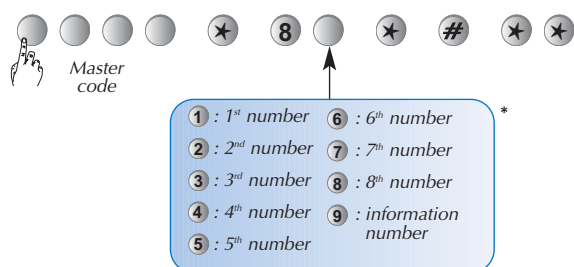 * 8 * # * *
Master
code
*
1 : 1st number 6 : 6th number
2 : 2nd number 7 : 7th number
3 : 3rd number 8 : 8th number
4 : 4th number 9 : information
number
5 : 5th number